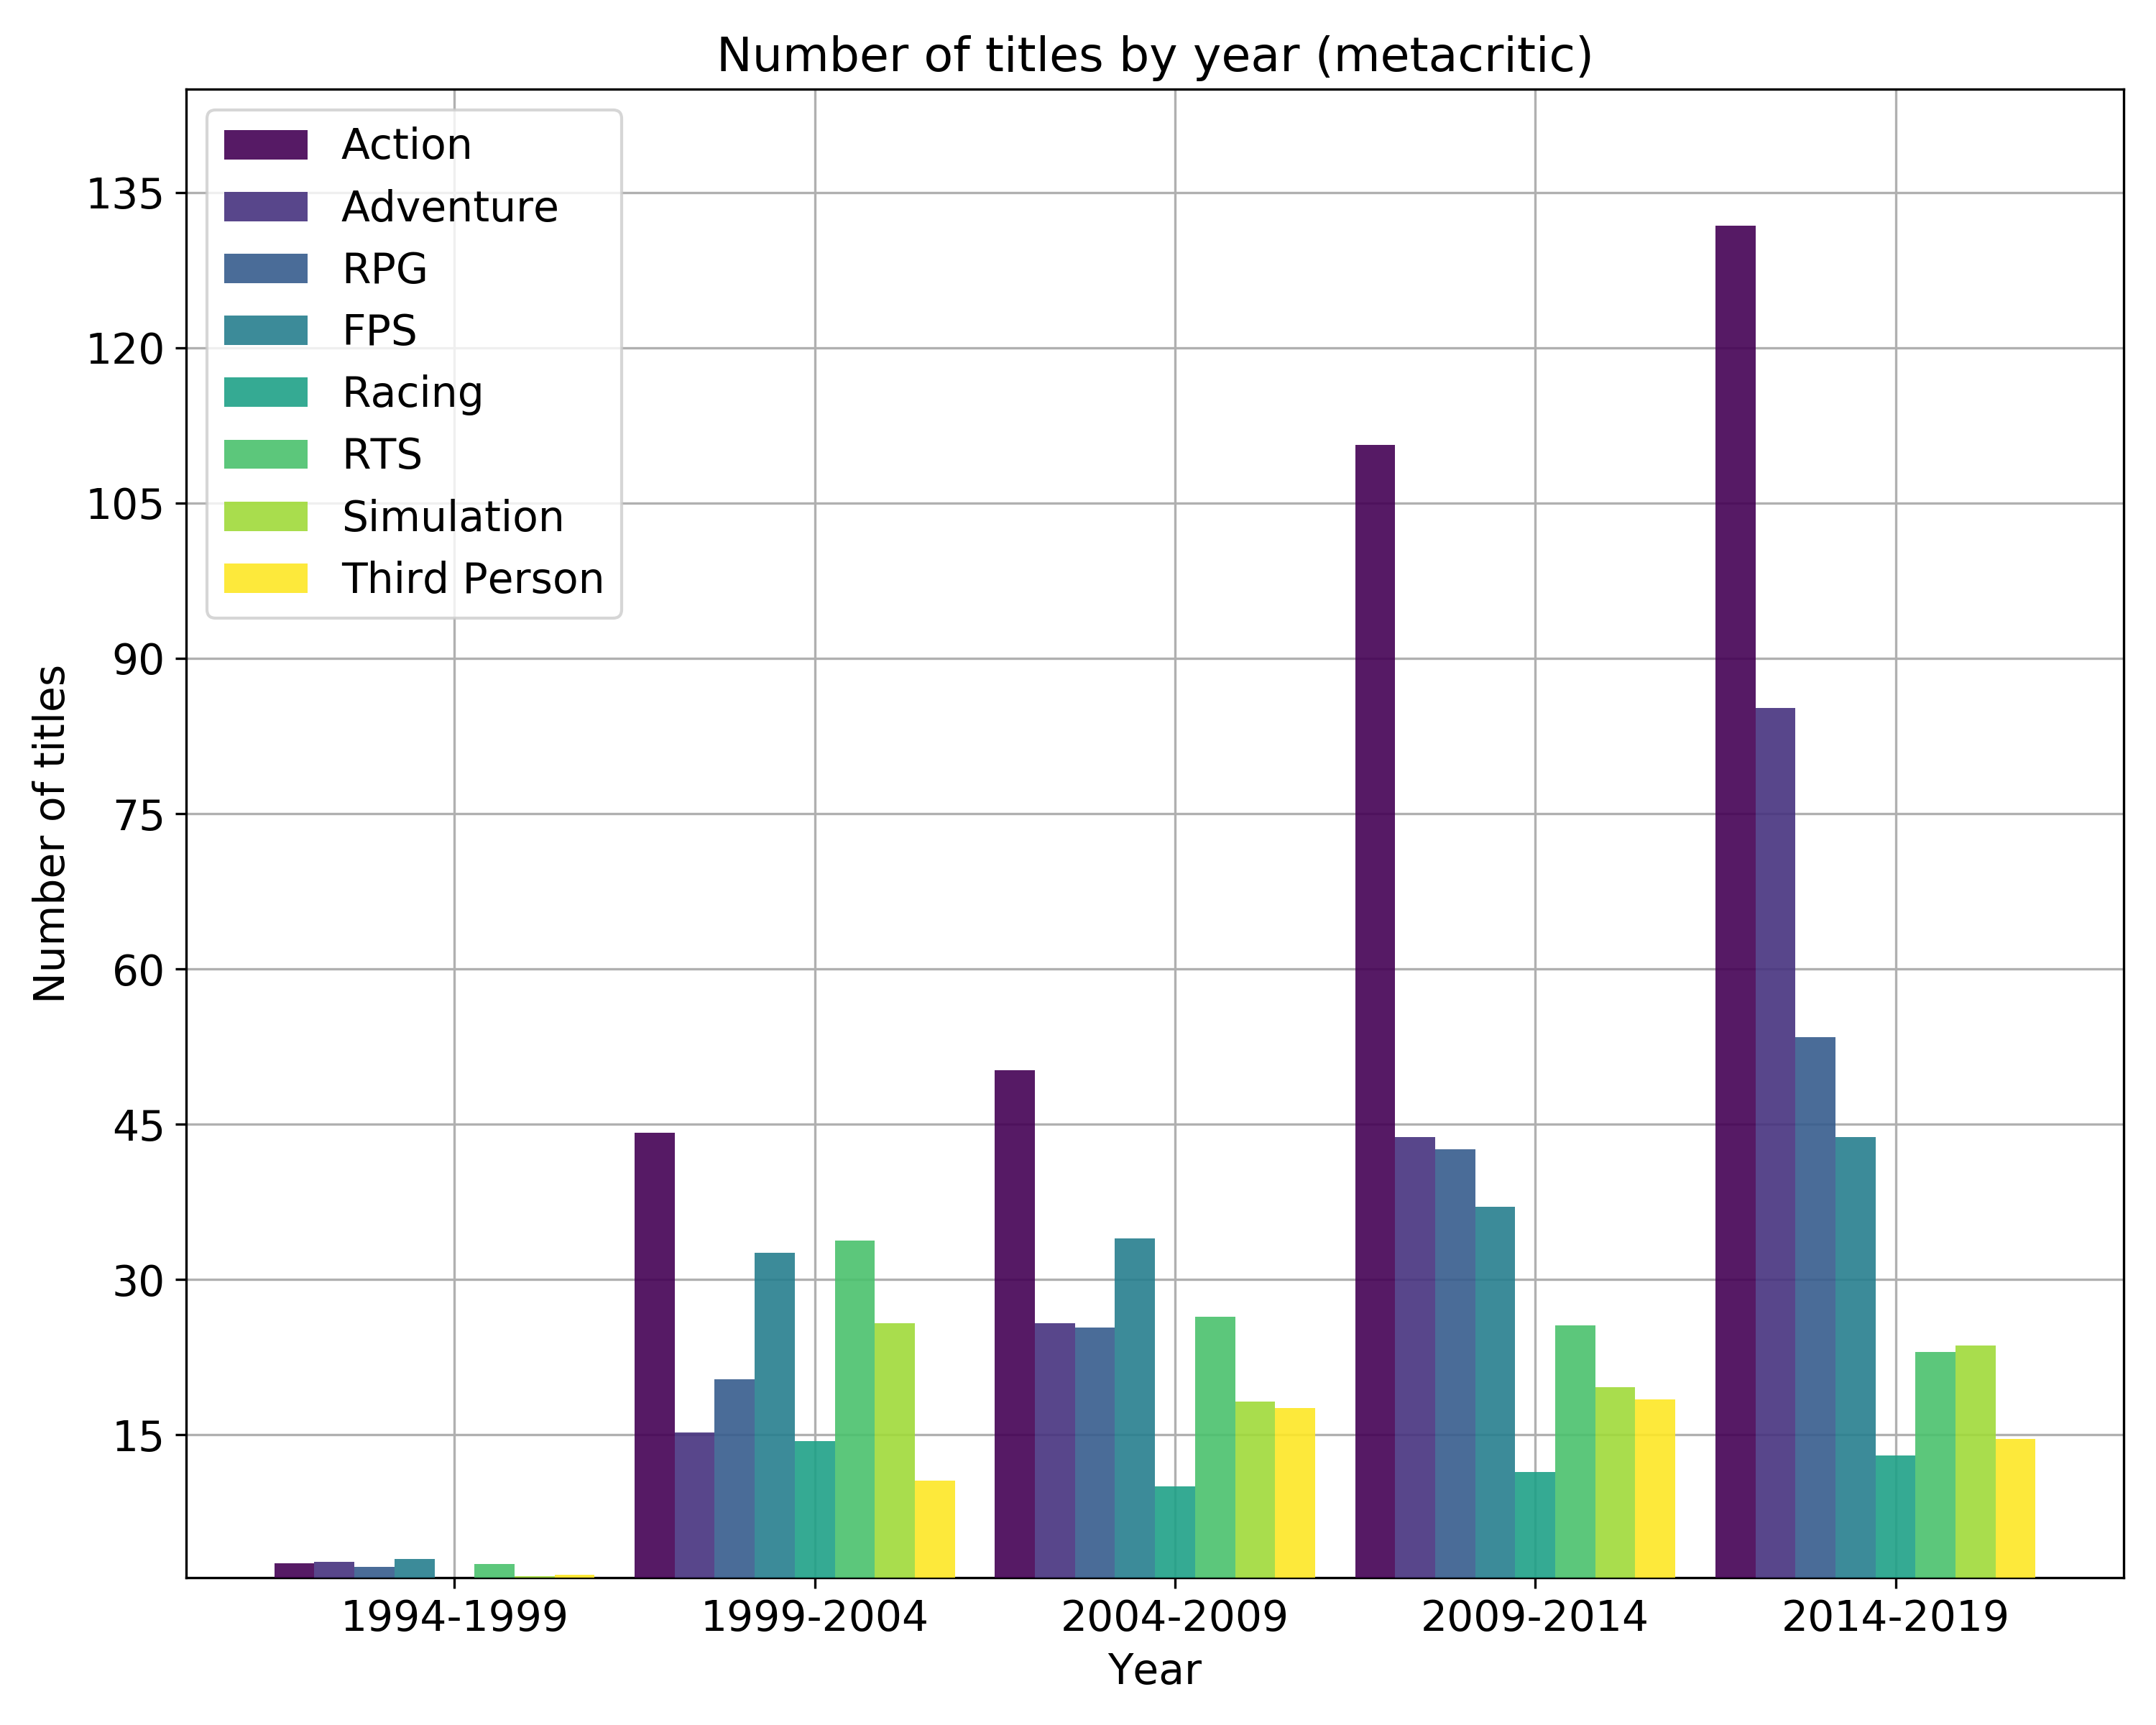 Number of titles by year (metacritic)
Action
Adventure
RPG
FPS
Racing
RTS
Simulation
Third Person
135
120
105
90
75
60
45
30
15
Number of titles
1994-1999 1999-2004 2004-2009 2009-2014 2014-2019
Year